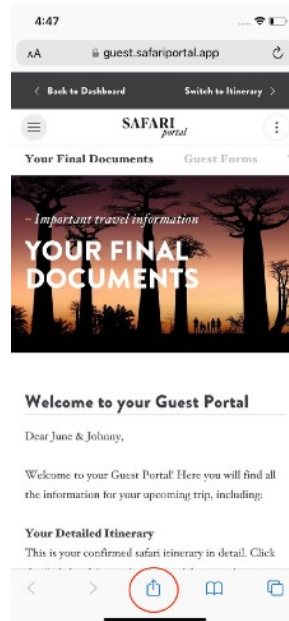 4:47
AA guest.safariportal.app
Back to Dashboard Switch to Itinerary
SAFARI
portal
Your Final Documents Guest Forms
– Important travel information
YOUR FINAL
DOCUMENTS
Welcome to your Guest Portal
Dear June & Johnny,
Welcome to your Guest Portal! Here you will find all
the information for your upcoming trip, including:
Your Detailed Itinerary
This is your confirmed safari itinerary in detail. Click